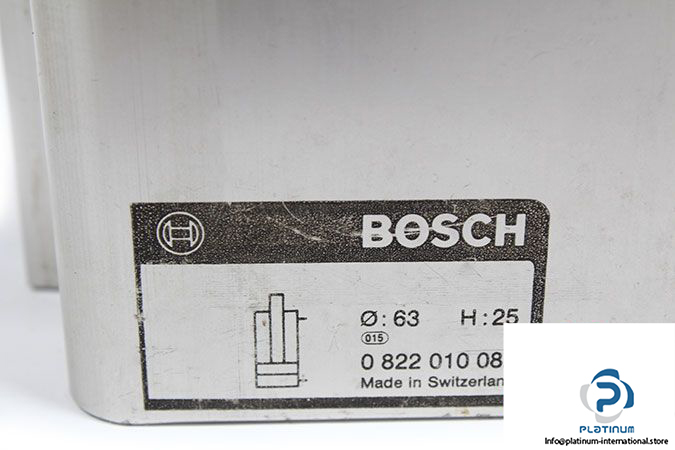 BOSCH
Ø: 63 H: 25
015
0 822 010 08
Made in Switzerlan
PLATINUM
Info@platinum-international.store